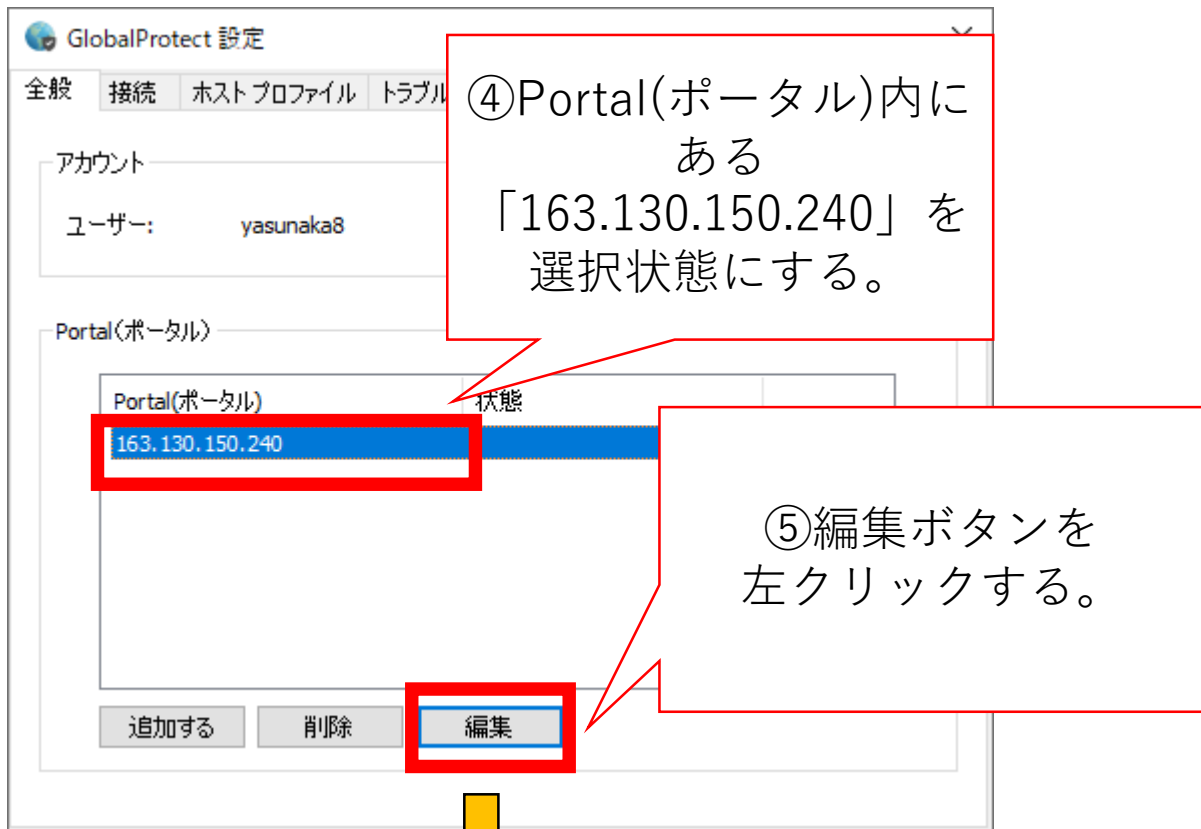 GlobalProtect 設定
全般 接続 ホスト プロファイル トラブル
④Portal(ポータル)内に
ある
「163.130.150.240」を
選択状態にする。
アカウント
ユーザー: yasunaka8
Portal(ポータル)
Portal(ポータル) 状態
163.130.150.240
⑤編集ボタンを
左クリックする。
追加する 削除 編集